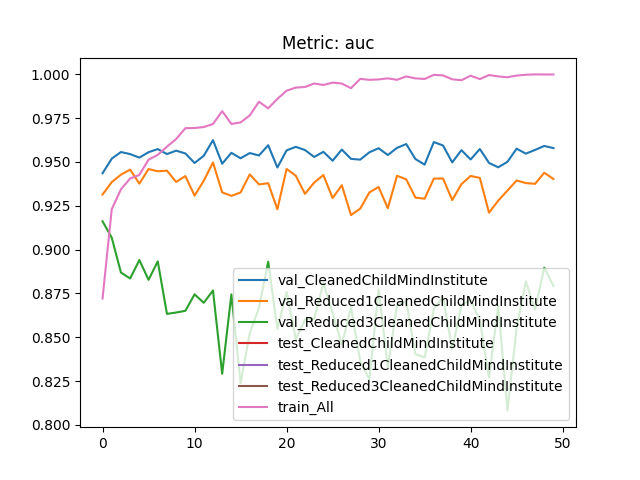 Metric: auc
1.000
0.975
0.950
0.925
0.900
0.875
0.850
0.825
0.800
val_CleanedChildMindInstitute
val_Reduced1CleanedChildMindInstitute
val_Reduced3CleanedChildMindInstitute
test_CleanedChildMindInstitute
test_Reduced1CleanedChildMindInstitute
test_Reduced3CleanedChildMindInstitute
train_All
0 10 20 30 40 50